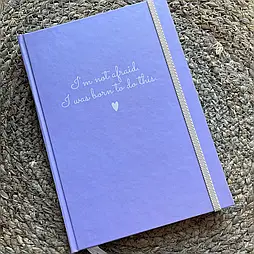 I'm not afraid,
I was born to do this.